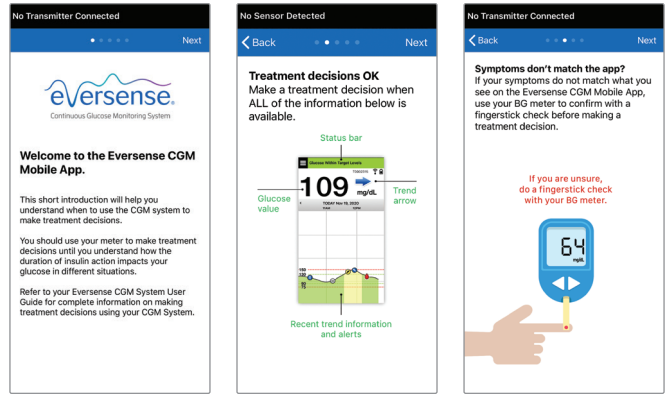 No Transmitter Connected
Next
eversense.
Continuous Glucose Monitoring System
Welcome to the Eversense CGM
Mobile App.
This short introduction will help you
understand when to use the CGM system to
make treatment decisions.
You should use your meter to make treatment
decisions until you understand how the
duration of insulin action impacts your
glucose in different situations.
Refer to your Eversense CGM System User
Guide for complete information on making
treatment decisions using your CGM System.
No Sensor Detected
Back
Next
Treatment decisions OK
Make a treatment decision when
ALL of the information below is
available.
Status bar
Glucose Within Target Levels
109
mg/dL
Glucose
value
Trend
arrow
TODAY Nov 16, 2020
Recent trend information
and alerts
No Transmitter Connected
Back
Next
Symptoms don't match the app?
If your symptoms do not match what you
see on the Eversense CGM Mobile App,
use your BG meter to confirm with a
fingerstick check before making a
treatment decision.
If you are unsure,
do a fingerstick check
with your BG meter.
64
mg/dL